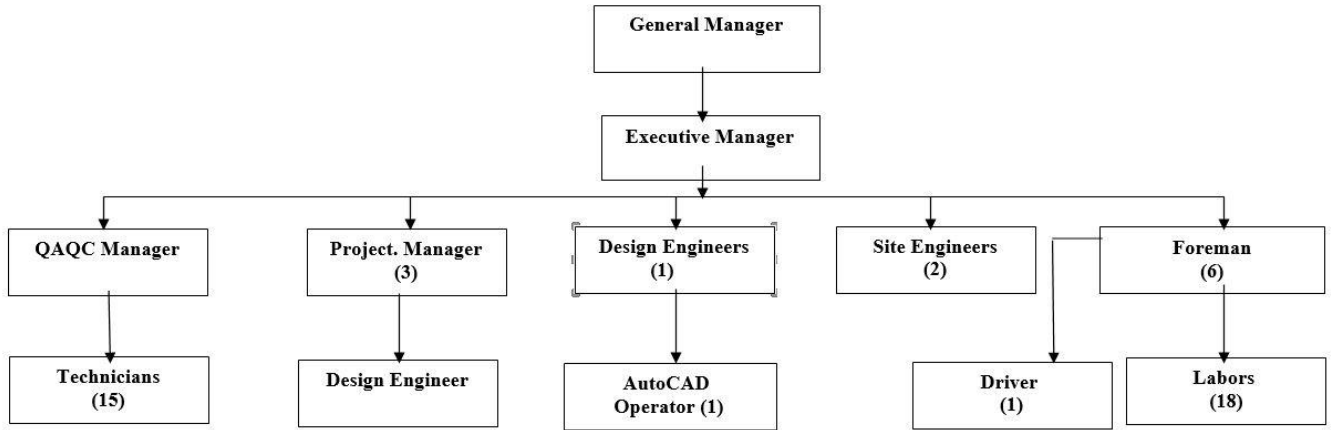 General Manager
Executive Manager
QAQC Manager
Project. Manager
(3)
Design Engineers
(1)
Site Engineers
(2)
Foreman
(6)
Technicians
(15)
Design Engineer
AutoCAD
Operator (1)
Driver
(1)
Labors
(18)